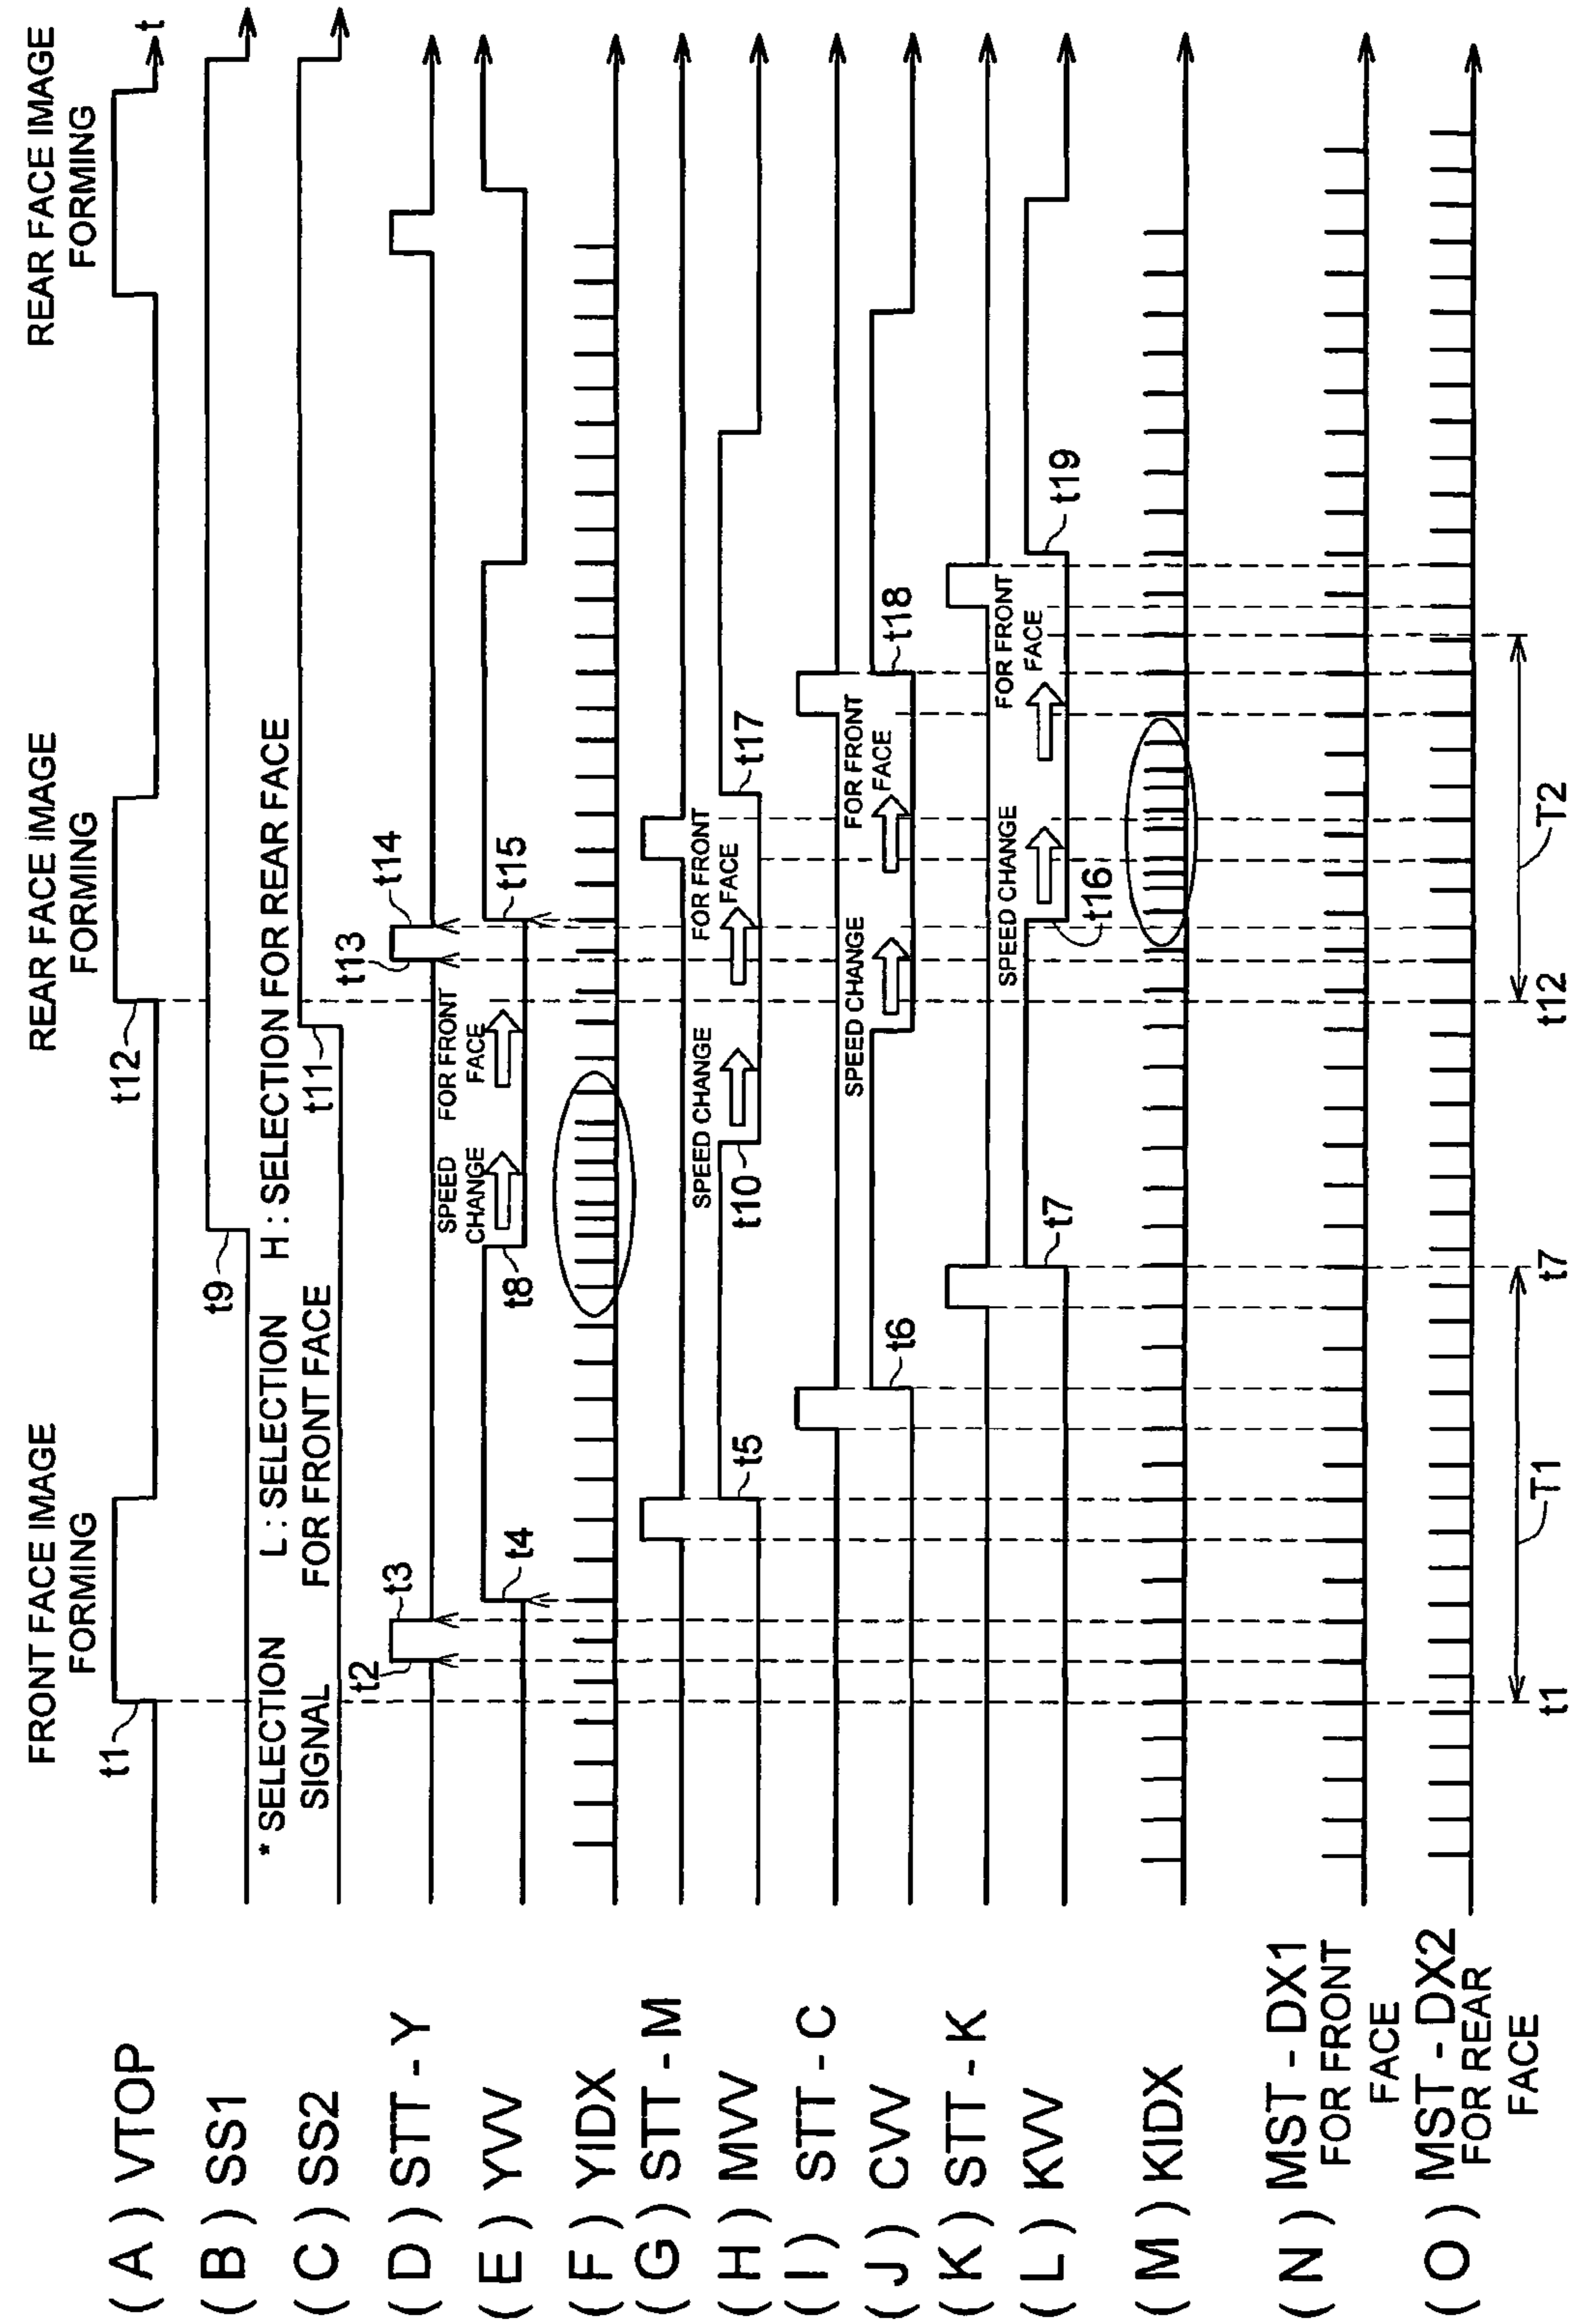 FRONT FACE IMAGE
FORMING
REAR FACE IMAGE
FORMING
REAR FACE IMAGE
FORMING
( A ) VTOP
t1
t12
t
( B ) SS1
t9
*SELECTION
SIGNAL
L : SELECTION
FOR FRONT FACE
H : SELECTION FOR REAR FACE
( C ) SS2
t11
( D ) STT - Y
t2
t3
t13
t14
( E ) YVV
t4
t8
SPEED
CHANGE
FOR FRONT
FACE
t15
( F ) YIDX
( G ) STT - M
( H ) MVV
t5
t10
SPEED CHANGE
FOR FRONT
FACE
t17
( I ) STT - C
( J ) CVV
t6
SPEED CHANGE
FOR FRONT
FACE
t18
( K ) STT - K
( L ) KVV
t7
SPEED CHANGE
t16
FOR FRONT
FACE
t19
( M ) KIDX
( N ) MST - DX1
FOR FRONT
FACE
( O ) MST - DX2
FOR REAR
FACE
t1
T1
t7
t12
T2